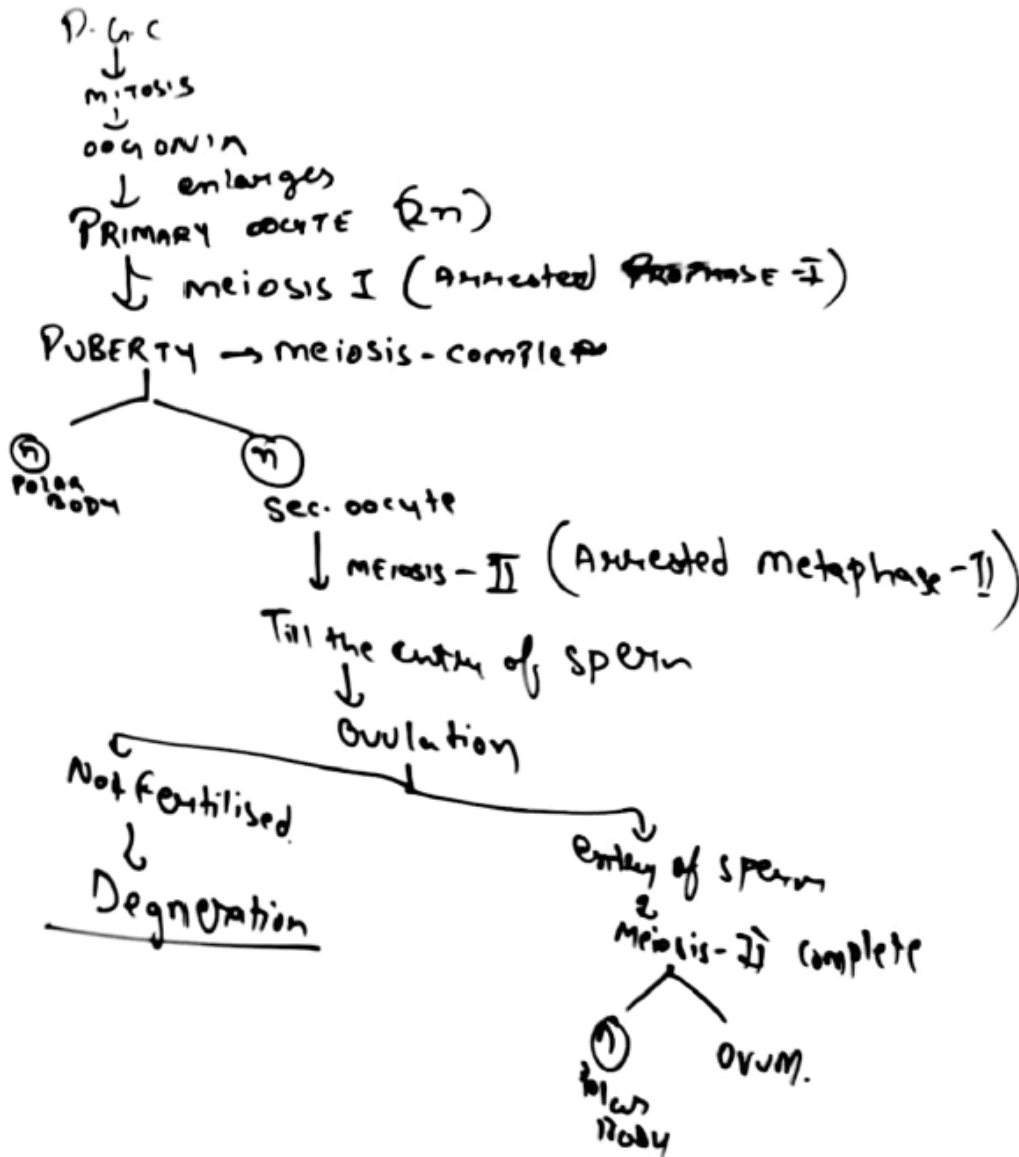 P.G.C
MITOSIS
OOGONIA
enlarges
PRIMARY OOCYTE (2n)
meiosis I (Arrested PROPHASE-I)
PUBERTY → meiosis-complete
n
n
POLAR
BODY
Sec. oocyte
MEIOSIS-II (Arrested metaphase-II)
Till the entry of sperm
Ovulation
Not Fertilised
Degneration
entry of sperm
Meiosis-II complete
n
OVUM.
Polar
Body